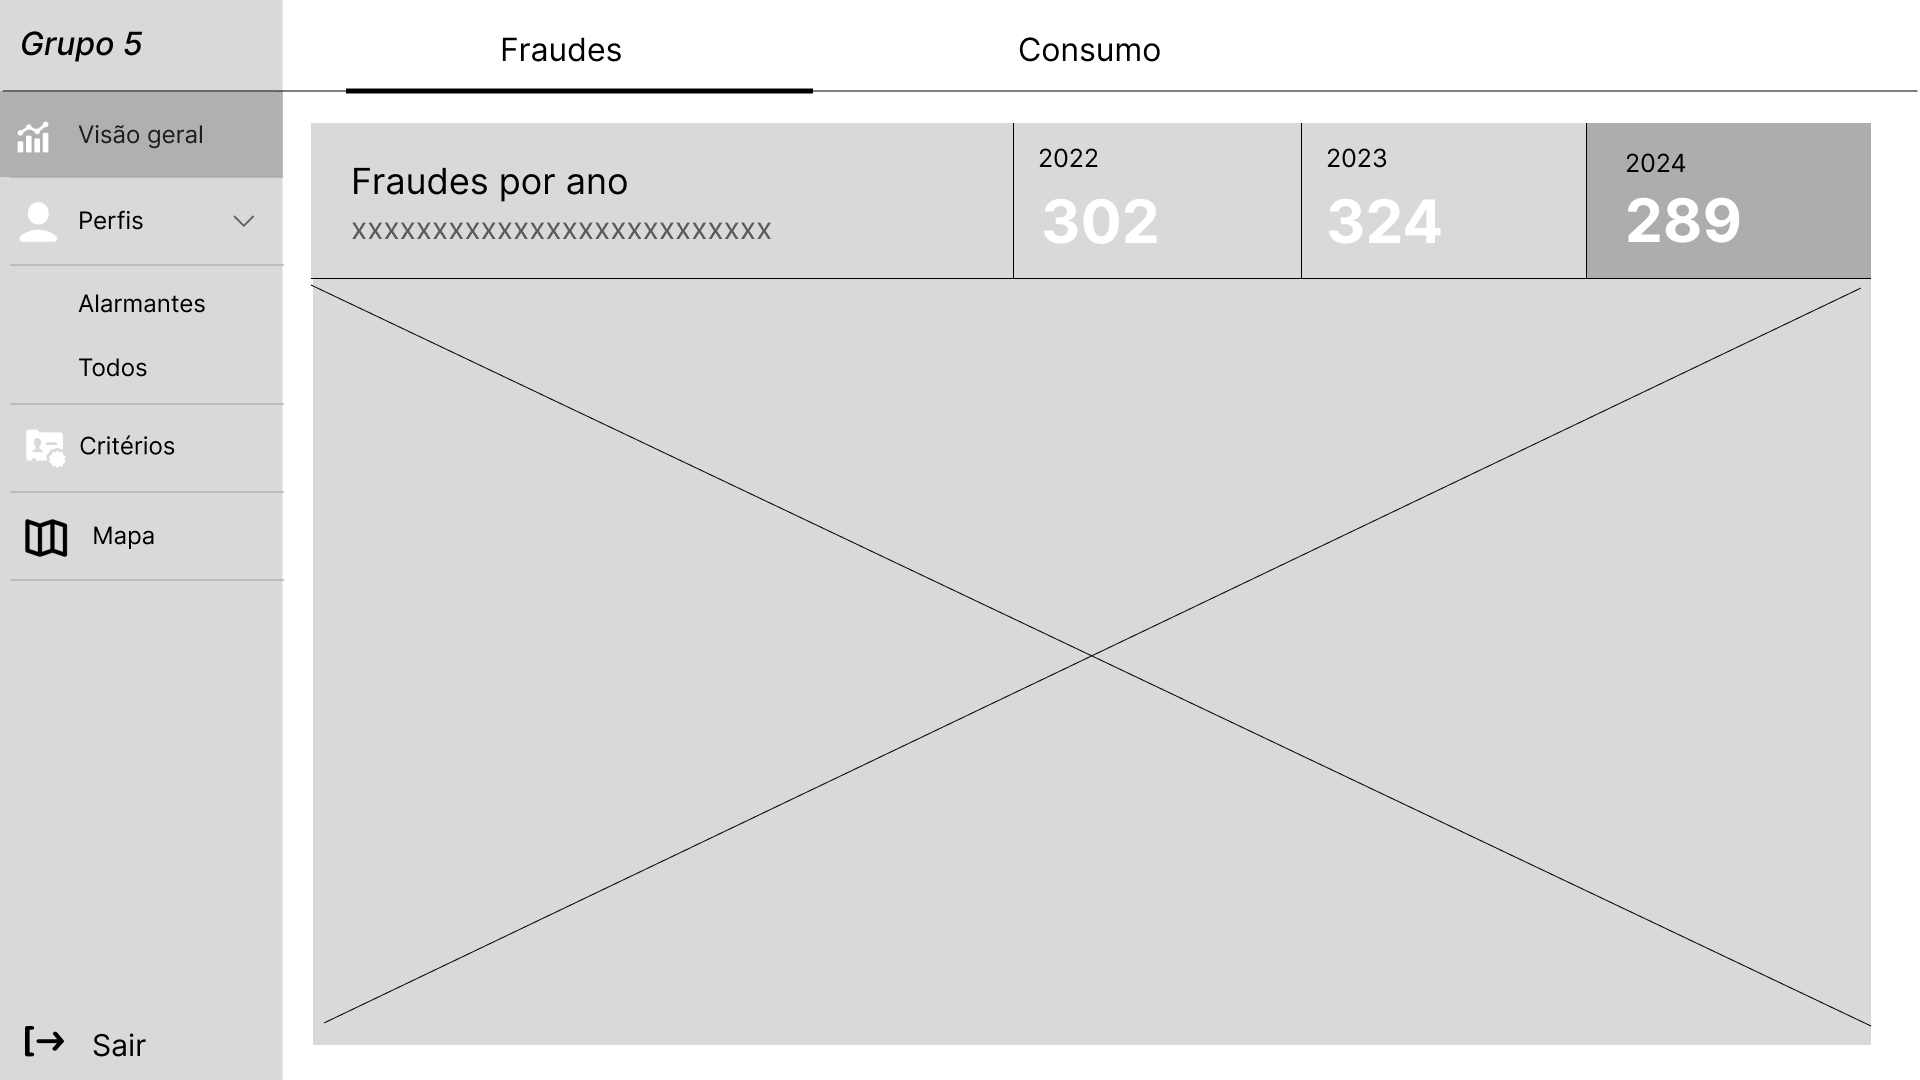 Grupo 5
Fraudes
Consumo
Visão geral
Perfis
Alarmantes
Todos
Critérios
Mapa
Sair
Fraudes por ano
xxxxxxxxxxxxxxxxxxxxxxxxxx
2022
302
2023
324
2024
289